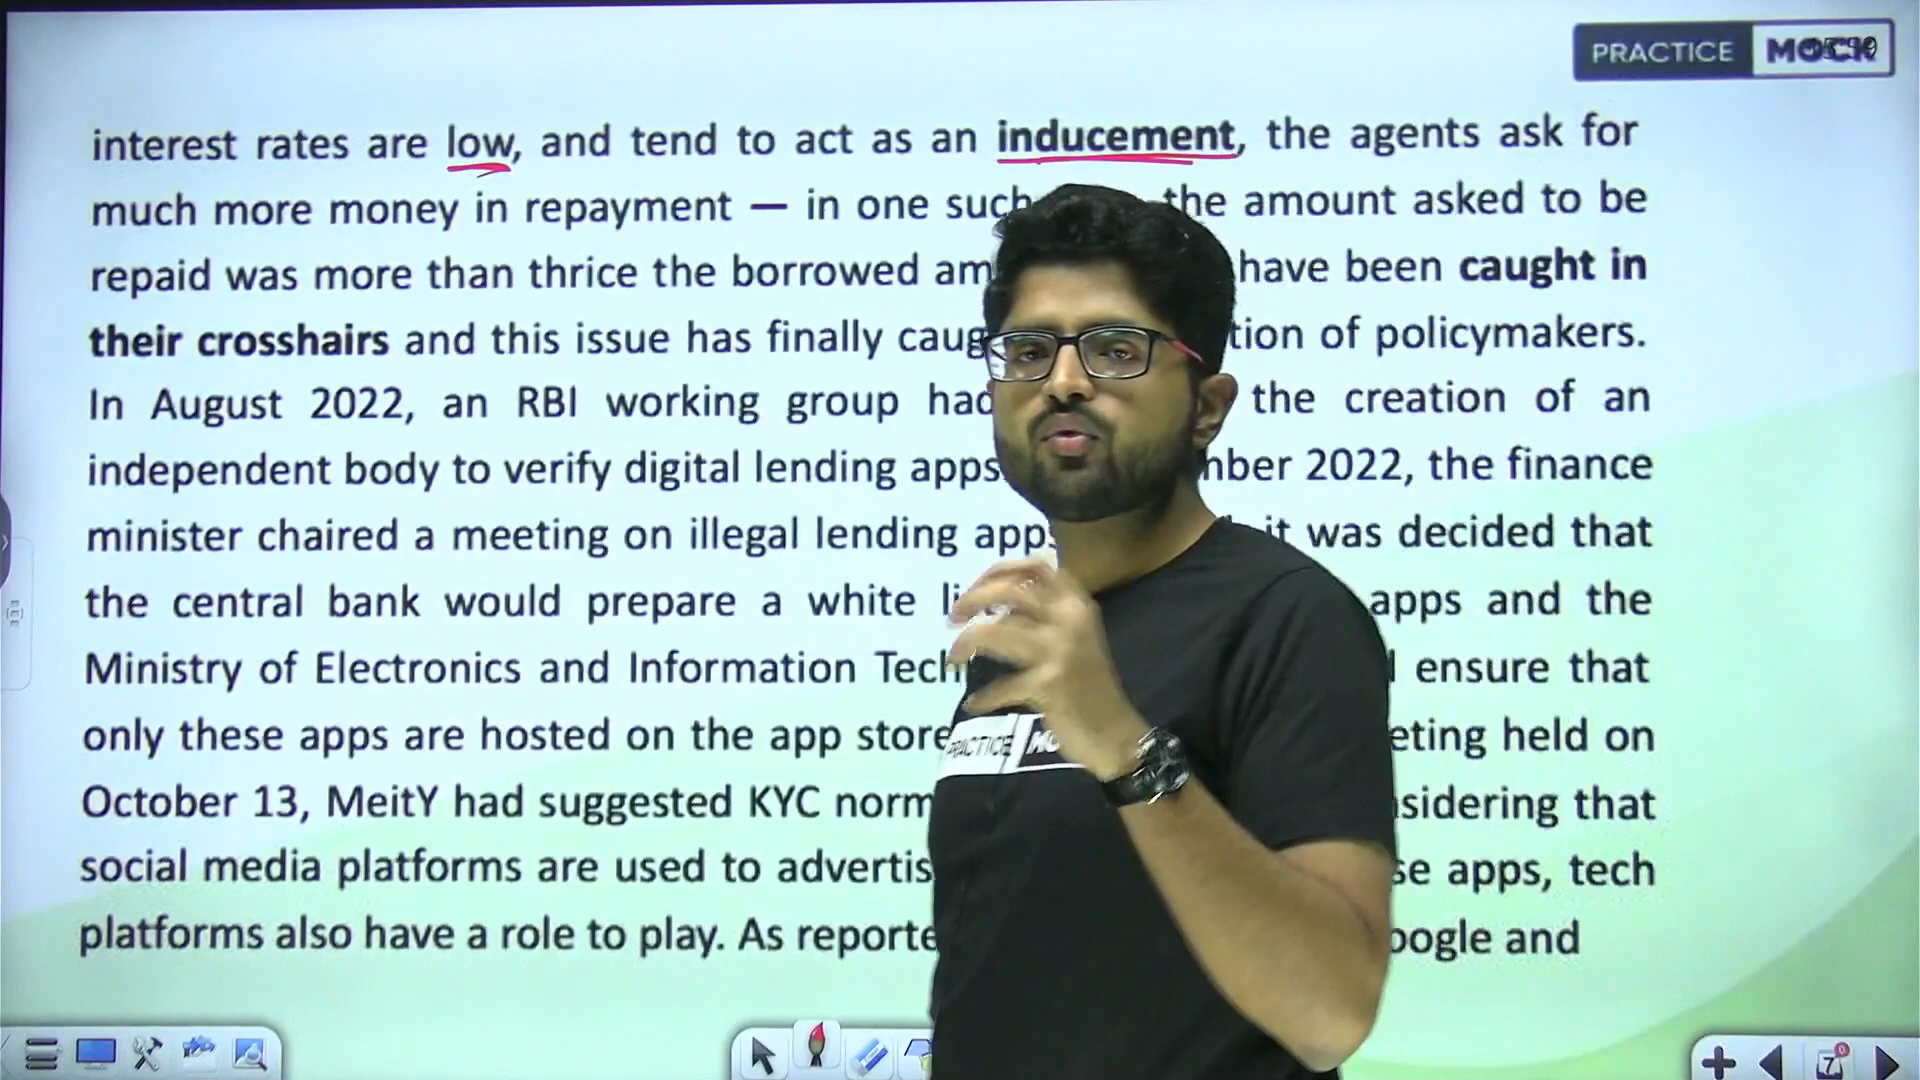 PRACTICE MOCK
interest rates are low, and tend to act as an inducement, the agents ask for
much more money in repayment — in one such the amount asked to be
repaid was more than thrice the borrowed am have been caught in
their crosshairs and this issue has finally caug tion of policymakers.
In August 2022, an RBI working group had the creation of an
independent body to verify digital lending apps mber 2022, the finance
minister chaired a meeting on illegal lending apps it was decided that
the central bank would prepare a white li apps and the
Ministry of Electronics and Information Tech ensure that
only these apps are hosted on the app store eting held on
October 13, MeitY had suggested KYC norm nsidering that
social media platforms are used to advertis se apps, tech
platforms also have a role to play. As reporte oogle and
PRACTICE MO
7
0